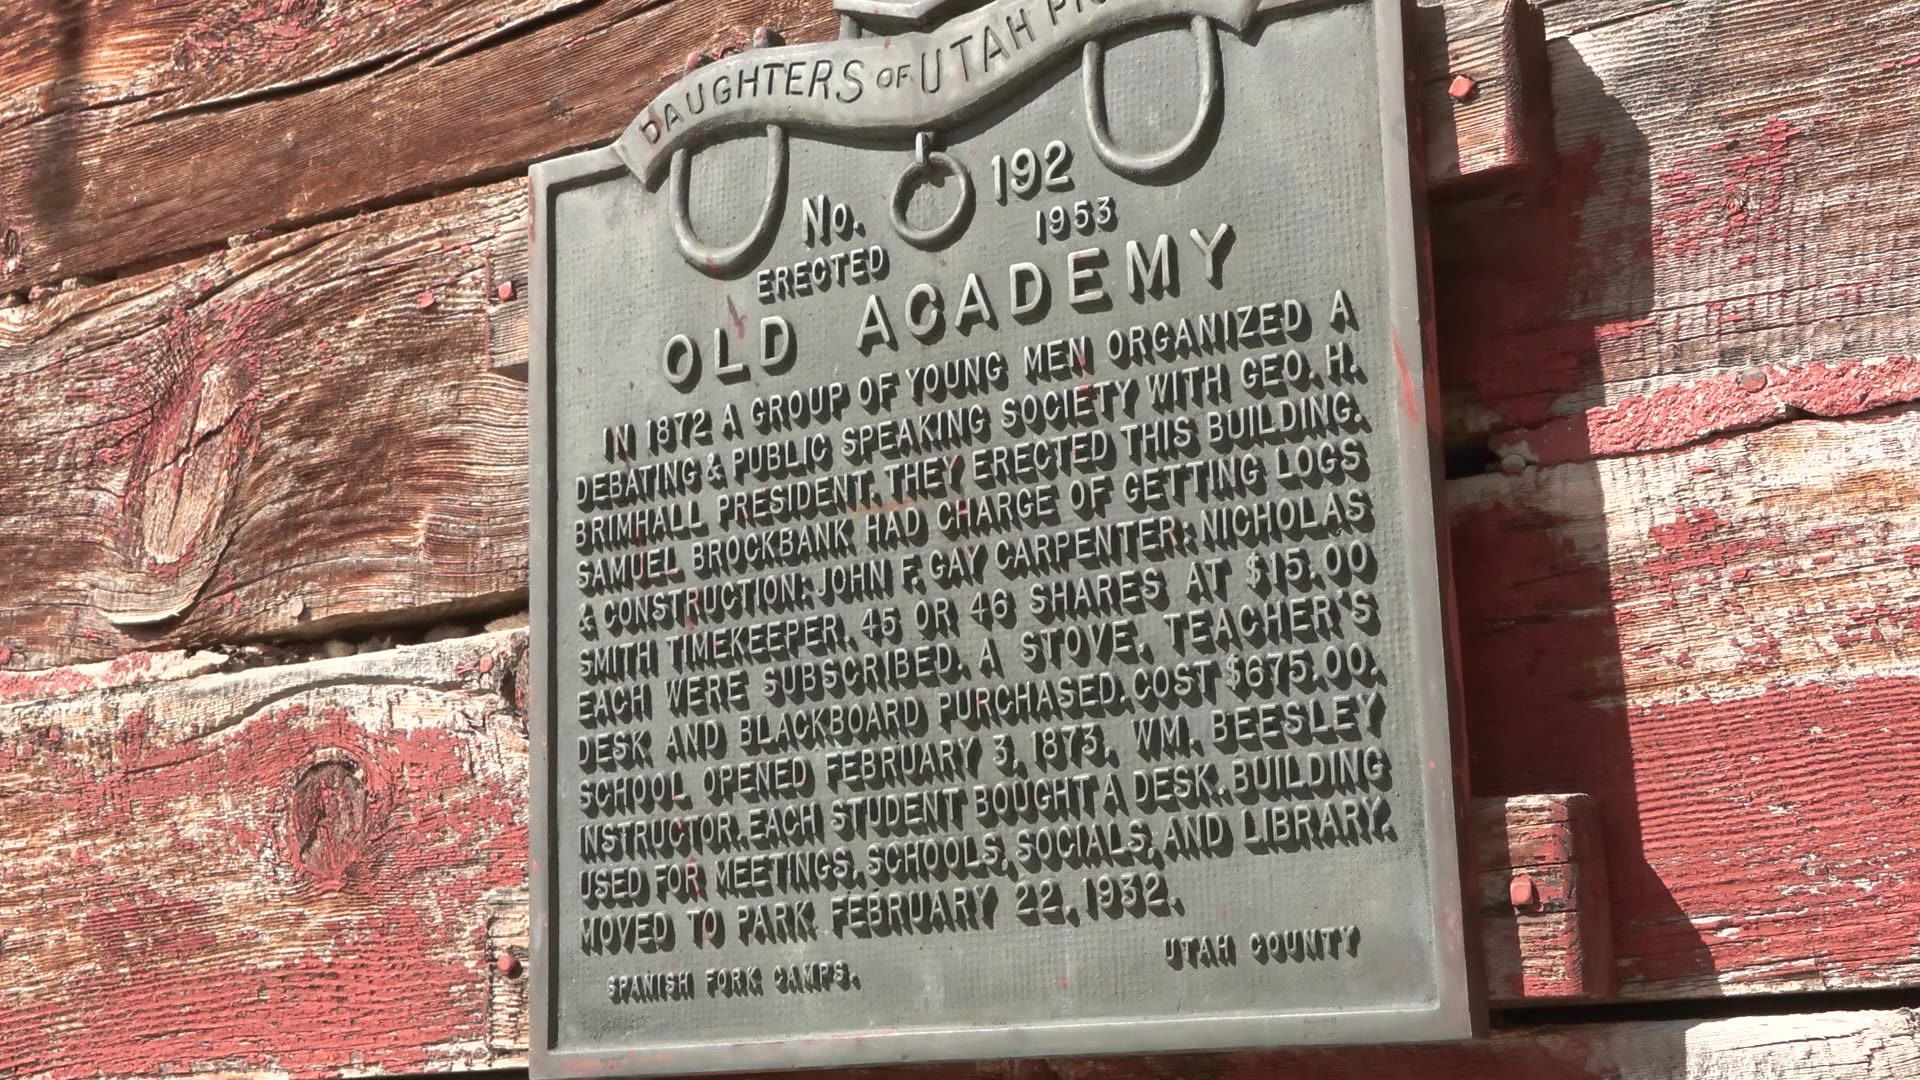 DAUGHTERS OF UTAH
No. 192
ERECTED 1953
OLD ACADEMY
IN 1872 A GROUP OF YOUNG MEN ORGANIZED A
DEBATING & PUBLIC SPEAKING SOCIETY WITH GEO. H.
BRIMHALL PRESIDENT. THEY ERECTED THIS BUILDING.
SAMUEL BROCKBANK HAD CHARGE OF GETTING LOGS
& CONSTRUCTION: JOHN F. GAY CARPENTER: NICHOLAS
SMITH TIMEKEEPER. 45 OR 46 SHARES AT $15.00
EACH WERE SUBSCRIBED. A STOVE, TEACHER'S
DESK AND BLACKBOARD PURCHASED. COST $675.00.
SCHOOL OPENED FEBRUARY 3, 1873, WM. BEESLEY
INSTRUCTOR. EACH STUDENT BOUGHT A DESK. BUILDING
USED FOR MEETINGS, SCHOOLS, SOCIALS, AND LIBRARY.
MOVED TO PARK FEBRUARY 22, 1932.
SPANISH FORK CAMPS. UTAH COUNTY